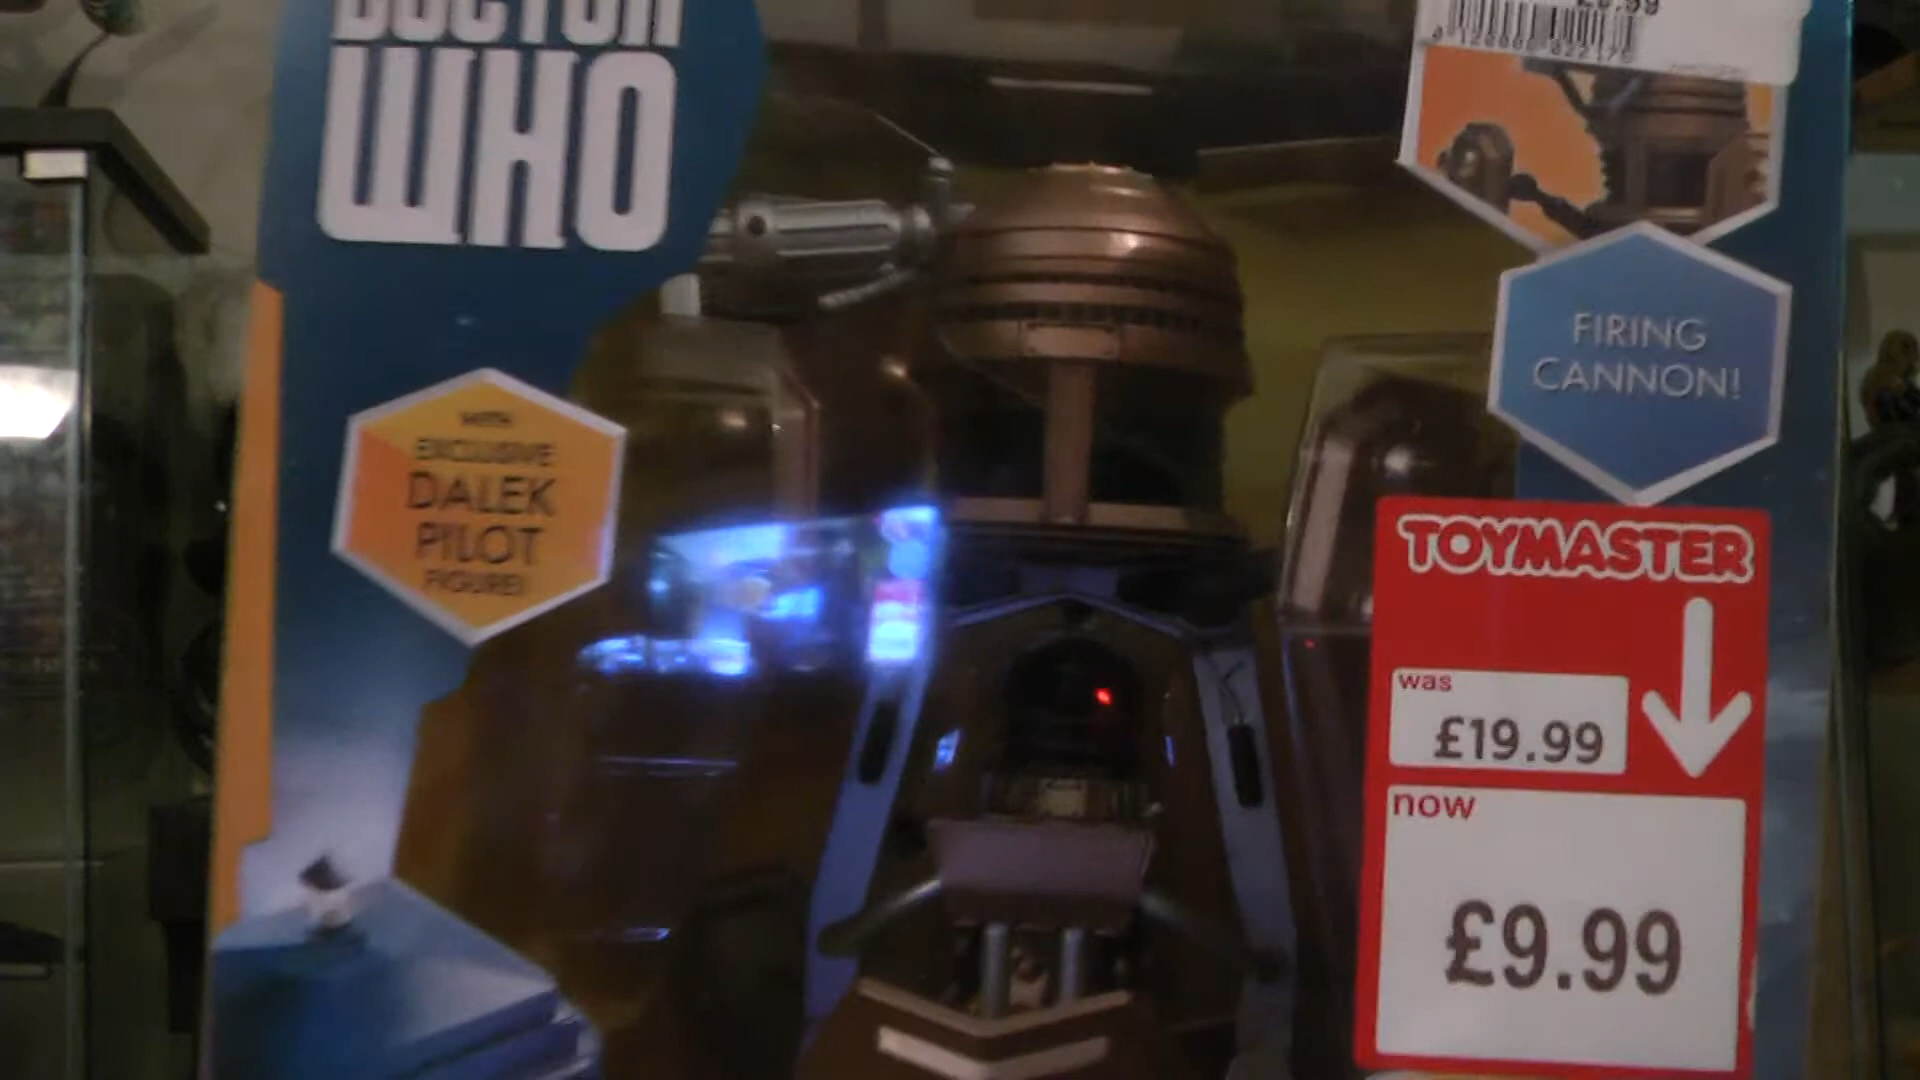 DOCTOR
WHO
WITH
EXCLUSIVE
DALEK
PILOT
FIGURE!
FIRING
CANNON!
TOYMASTER
was
£19.99
now
£9.99